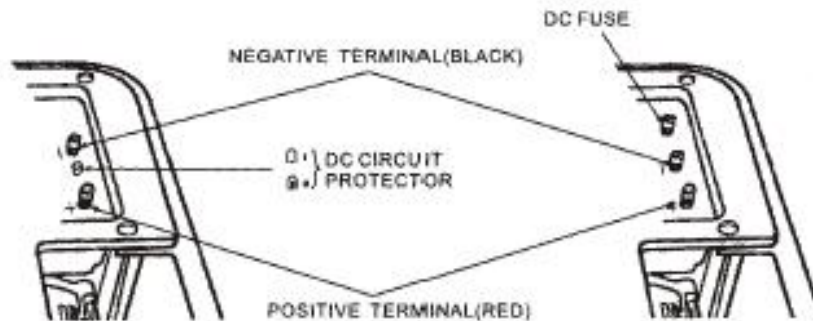 DC FUSE
NEGATIVE TERMINAL(BLACK)
DC CIRCUIT
PROTECTOR
POSITIVE TERMINAL(RED)